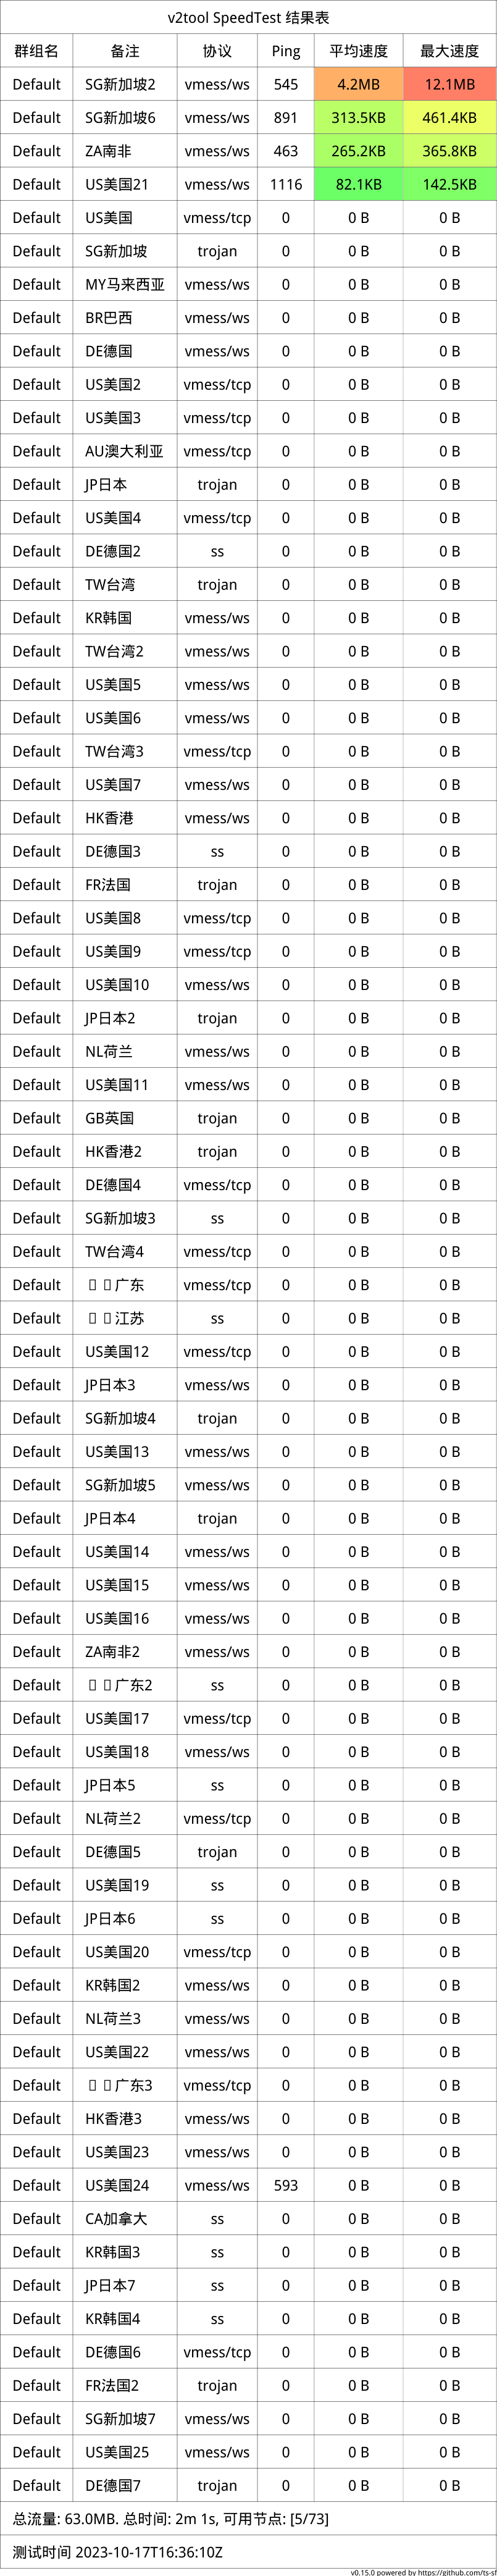 v2tool SpeedTest 结果表
群组名 备注 协议 Ping 平均速度 最大速度
Default SG新加坡2 vmess/ws 545 4.2MB 12.1MB
Default SG新加坡6 vmess/ws 891 313.5KB 461.4KB
Default ZA南非 vmess/ws 463 265.2KB 365.8KB
Default US美国21 vmess/ws 1116 82.1KB 142.5KB
Default US美国 vmess/tcp 0 0 B 0 B
Default SG新加坡 trojan 0 0 B 0 B
Default MY马来西亚 vmess/ws 0 0 B 0 B
Default BR巴西 vmess/ws 0 0 B 0 B
Default DE德国 vmess/ws 0 0 B 0 B
Default US美国2 vmess/tcp 0 0 B 0 B
Default US美国3 vmess/tcp 0 0 B 0 B
Default AU澳大利亚 vmess/tcp 0 0 B 0 B
Default JP日本 trojan 0 0 B 0 B
Default US美国4 vmess/tcp 0 0 B 0 B
Default DE德国2 ss 0 0 B 0 B
Default TW台湾 trojan 0 0 B 0 B
Default KR韩国 vmess/ws 0 0 B 0 B
Default TW台湾2 vmess/ws 0 0 B 0 B
Default US美国5 vmess/ws 0 0 B 0 B
Default US美国6 vmess/ws 0 0 B 0 B
Default TW台湾3 vmess/tcp 0 0 B 0 B
Default US美国7 vmess/ws 0 0 B 0 B
Default HK香港 vmess/ws 0 0 B 0 B
Default DE德国3 ss 0 0 B 0 B
Default FR法国 trojan 0 0 B 0 B
Default US美国8 vmess/tcp 0 0 B 0 B
Default US美国9 vmess/tcp 0 0 B 0 B
Default US美国10 vmess/ws 0 0 B 0 B
Default JP日本2 trojan 0 0 B 0 B
Default NL荷兰 vmess/ws 0 0 B 0 B
Default US美国11 vmess/ws 0 0 B 0 B
Default GB英国 trojan 0 0 B 0 B
Default HK香港2 trojan 0 0 B 0 B
Default DE德国4 vmess/tcp 0 0 B 0 B
Default SG新加坡3 ss 0 0 B 0 B
Default TW台湾4 vmess/tcp 0 0 B 0 B
Default 广东 vmess/tcp 0 0 B 0 B
Default 江苏 ss 0 0 B 0 B
Default US美国12 vmess/tcp 0 0 B 0 B
Default JP日本3 vmess/ws 0 0 B 0 B
Default SG新加坡4 trojan 0 0 B 0 B
Default US美国13 vmess/ws 0 0 B 0 B
Default SG新加坡5 vmess/ws 0 0 B 0 B
Default JP日本4 trojan 0 0 B 0 B
Default US美国14 vmess/ws 0 0 B 0 B
Default US美国15 vmess/ws 0 0 B 0 B
Default US美国16 vmess/ws 0 0 B 0 B
Default ZA南非2 vmess/ws 0 0 B 0 B
Default 广东2 ss 0 0 B 0 B
Default US美国17 vmess/tcp 0 0 B 0 B
Default US美国18 vmess/ws 0 0 B 0 B
Default JP日本5 ss 0 0 B 0 B
Default NL荷兰2 vmess/tcp 0 0 B 0 B
Default DE德国5 trojan 0 0 B 0 B
Default US美国19 ss 0 0 B 0 B
Default JP日本6 ss 0 0 B 0 B
Default US美国20 vmess/tcp 0 0 B 0 B
Default KR韩国2 vmess/ws 0 0 B 0 B
Default NL荷兰3 vmess/ws 0 0 B 0 B
Default US美国22 vmess/ws 0 0 B 0 B
Default 广东3 vmess/tcp 0 0 B 0 B
Default HK香港3 vmess/ws 0 0 B 0 B
Default US美国23 vmess/ws 0 0 B 0 B
Default US美国24 vmess/ws 593 0 B 0 B
Default CA加拿大 ss 0 0 B 0 B
Default KR韩国3 ss 0 0 B 0 B
Default JP日本7 ss 0 0 B 0 B
Default KR韩国4 ss 0 0 B 0 B
Default DE德国6 vmess/tcp 0 0 B 0 B
Default FR法国2 trojan 0 0 B 0 B
Default SG新加坡7 vmess/ws 0 0 B 0 B
Default US美国25 vmess/ws 0 0 B 0 B
Default DE德国7 trojan 0 0 B 0 B
总流量: 63.0MB. 总时间: 2m 1s, 可用节点: [5/73]
测试时间 2023-10-17T16:36:10Z
v0.15.0 powered by https://github.com/ts-sf